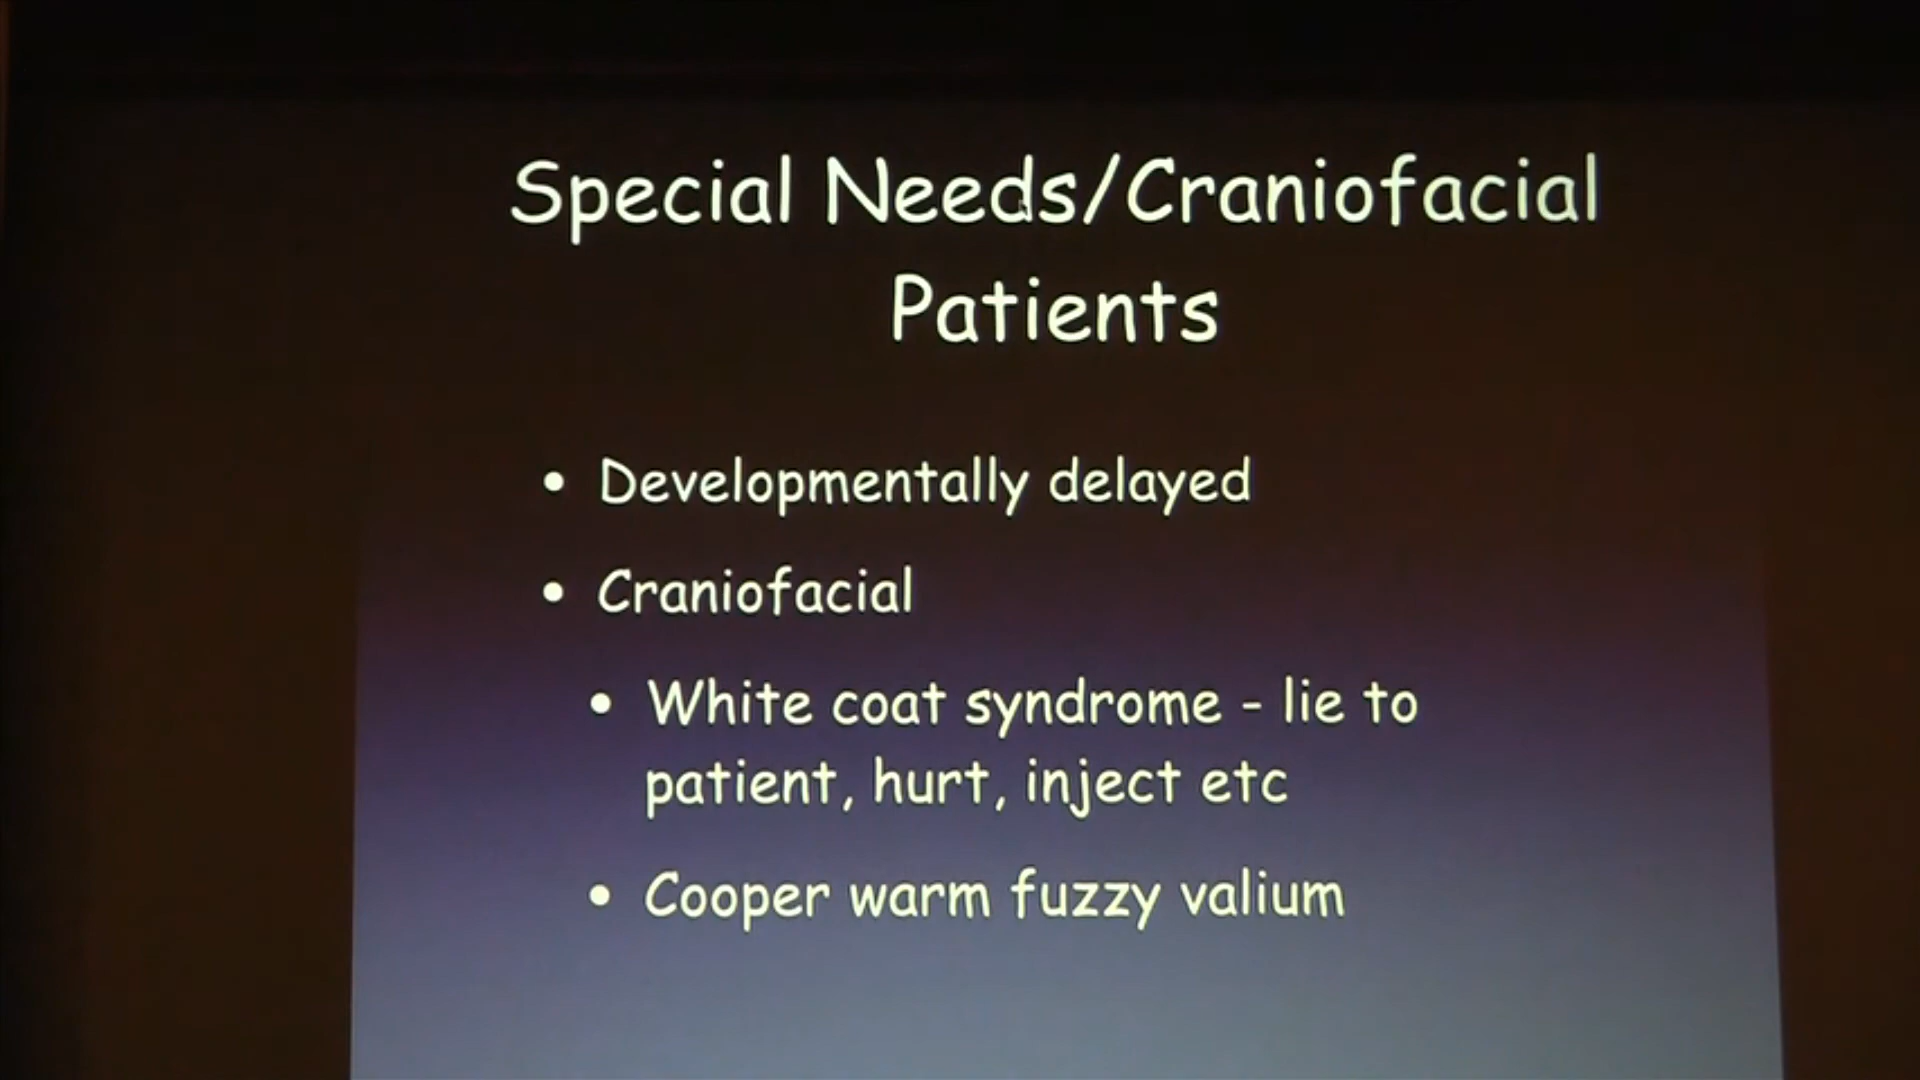 Special Needs/Craniofacial
Patients
• Developmentally delayed
• Craniofacial
• White coat syndrome - lie to
patient, hurt, inject etc
• Cooper warm fuzzy valium